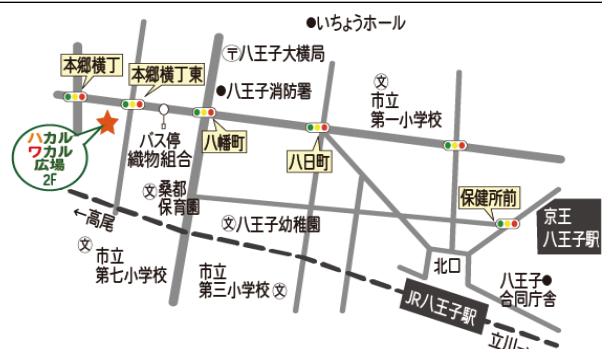 ●いちょうホール
〒八王子大横局
本郷横丁
本郷横丁東
●八王子消防署
文
市立
第一小学校
ハカル
ワカル
広場
2F
バス停
織物組合
八幡町
八日町
保健所前
文桑都
保育園
文八王子幼稚園
←高尾
京王
八王子駅
文市立
第七小学校
市立
第三小学校文
北口
八王子●
合同庁舎
JR八王子駅